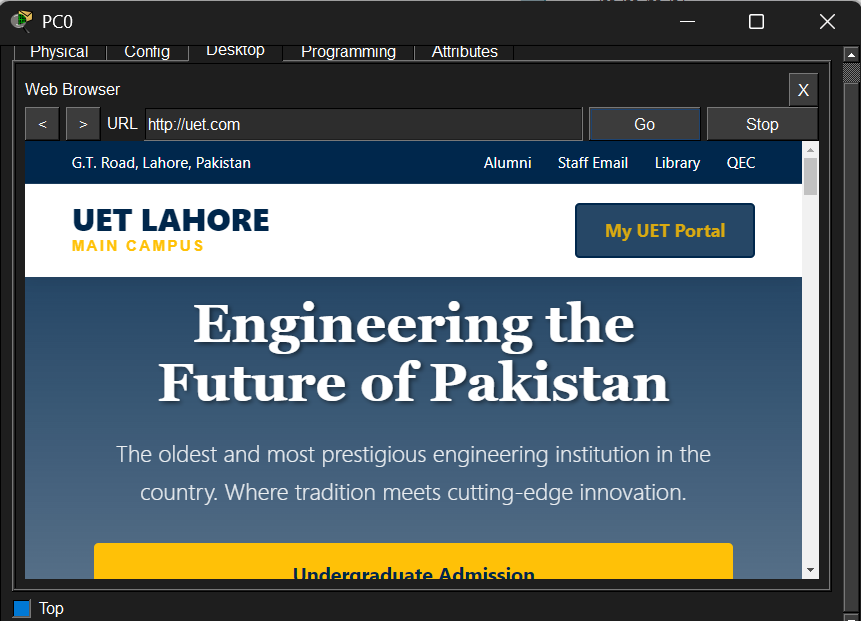 PC0
Physical Config Desktop Programming Attributes
Web Browser X
< > URL http://uet.com Go Stop
G.T. Road, Lahore, Pakistan Alumni Staff Email Library QEC
UET LAHORE
MAIN CAMPUS
My UET Portal
Engineering the
Future of Pakistan
The oldest and most prestigious engineering institution in the
country. Where tradition meets cutting-edge innovation.
Undergraduate Admission
Top